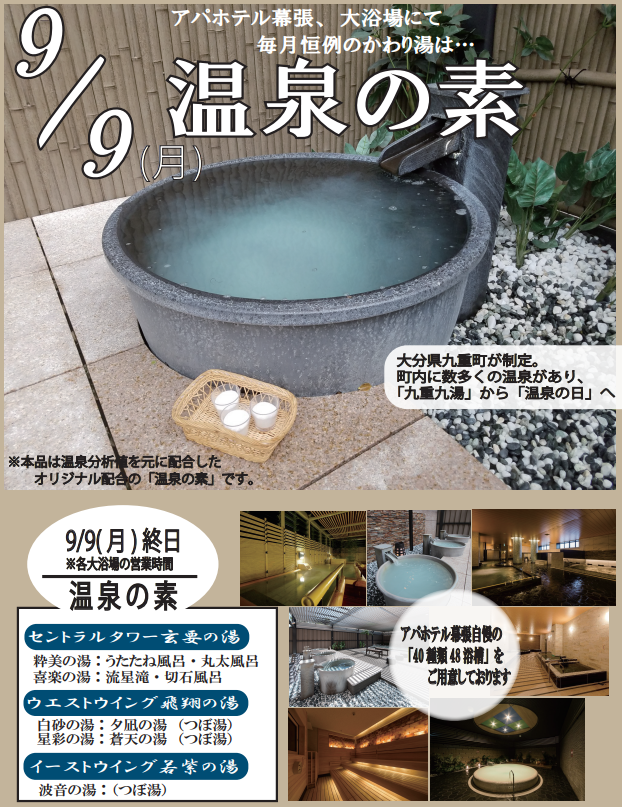 9/9(月)
アパホテル幕張、大浴場にて
毎月恒例のかわり湯は…
温泉の素
大分県九重町が制定。
町内に数多くの温泉があり、
「九重九湯」から「温泉の日」へ
※本品は温泉分析値を元に配合した
オリジナル配合の「温泉の素」です。
9/9(月)終日
※各大浴場の営業時間
温泉の素
セントラルタワー玄要の湯
粋美の湯：うたたね風呂・丸太風呂
喜楽の湯：流星滝・切石風呂
ウエストウイング飛翔の湯
白砂の湯：夕凪の湯（つぼ湯）
星彩の湯：蒼天の湯（つぼ湯）
イーストウイング若紫の湯
波音の湯：（つぼ湯）
アパホテル幕張自慢の
「40種類48浴槽」を
ご用意しております